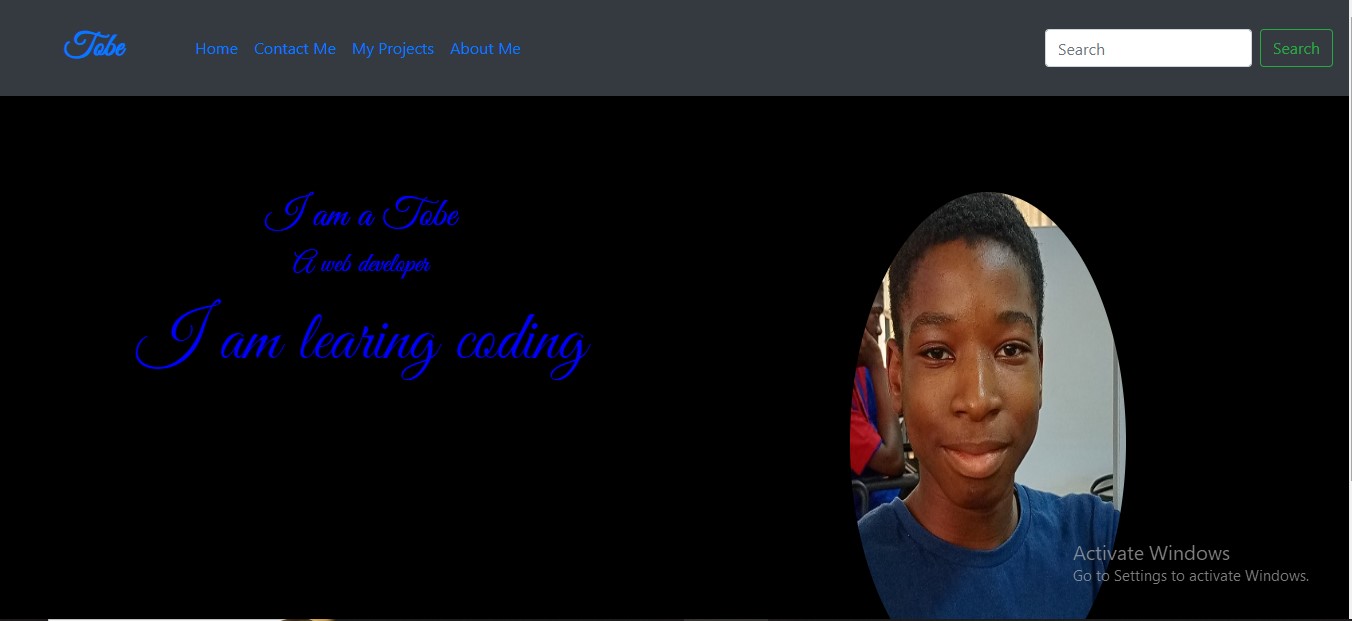 Tobe
Home Contact Me My Projects About Me
Search Search
I am a Tobe
A web developer
I am learing coding
Activate Windows
Go to Settings to activate Windows.